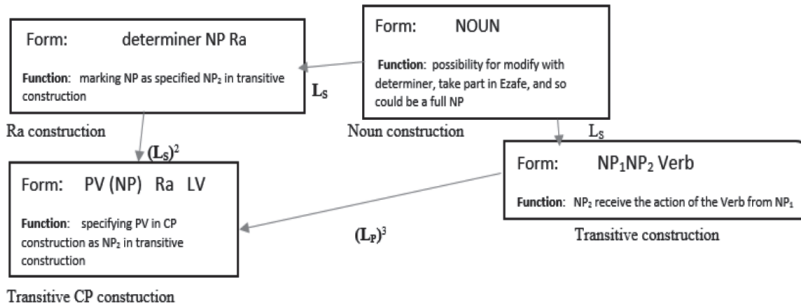 Form: determiner NP Ra
Function: marking NP as specified NP₂ in transitive
construction
Ra construction
Form: NOUN
Function: possibility for modify with
determiner, take part in Ezafe, and so
could be a full NP
Noun construction
Lₛ
Lₛ
(Lₛ)²
Form: PV (NP) Ra LV
Function: specifying PV in CP
construction as NP₂ in transitive
construction
Transitive CP construction
Form: NP₁NP₂ Verb
Function: NP₂ receive the action of the Verb from NP₁
Transitive construction
(Lₚ)³